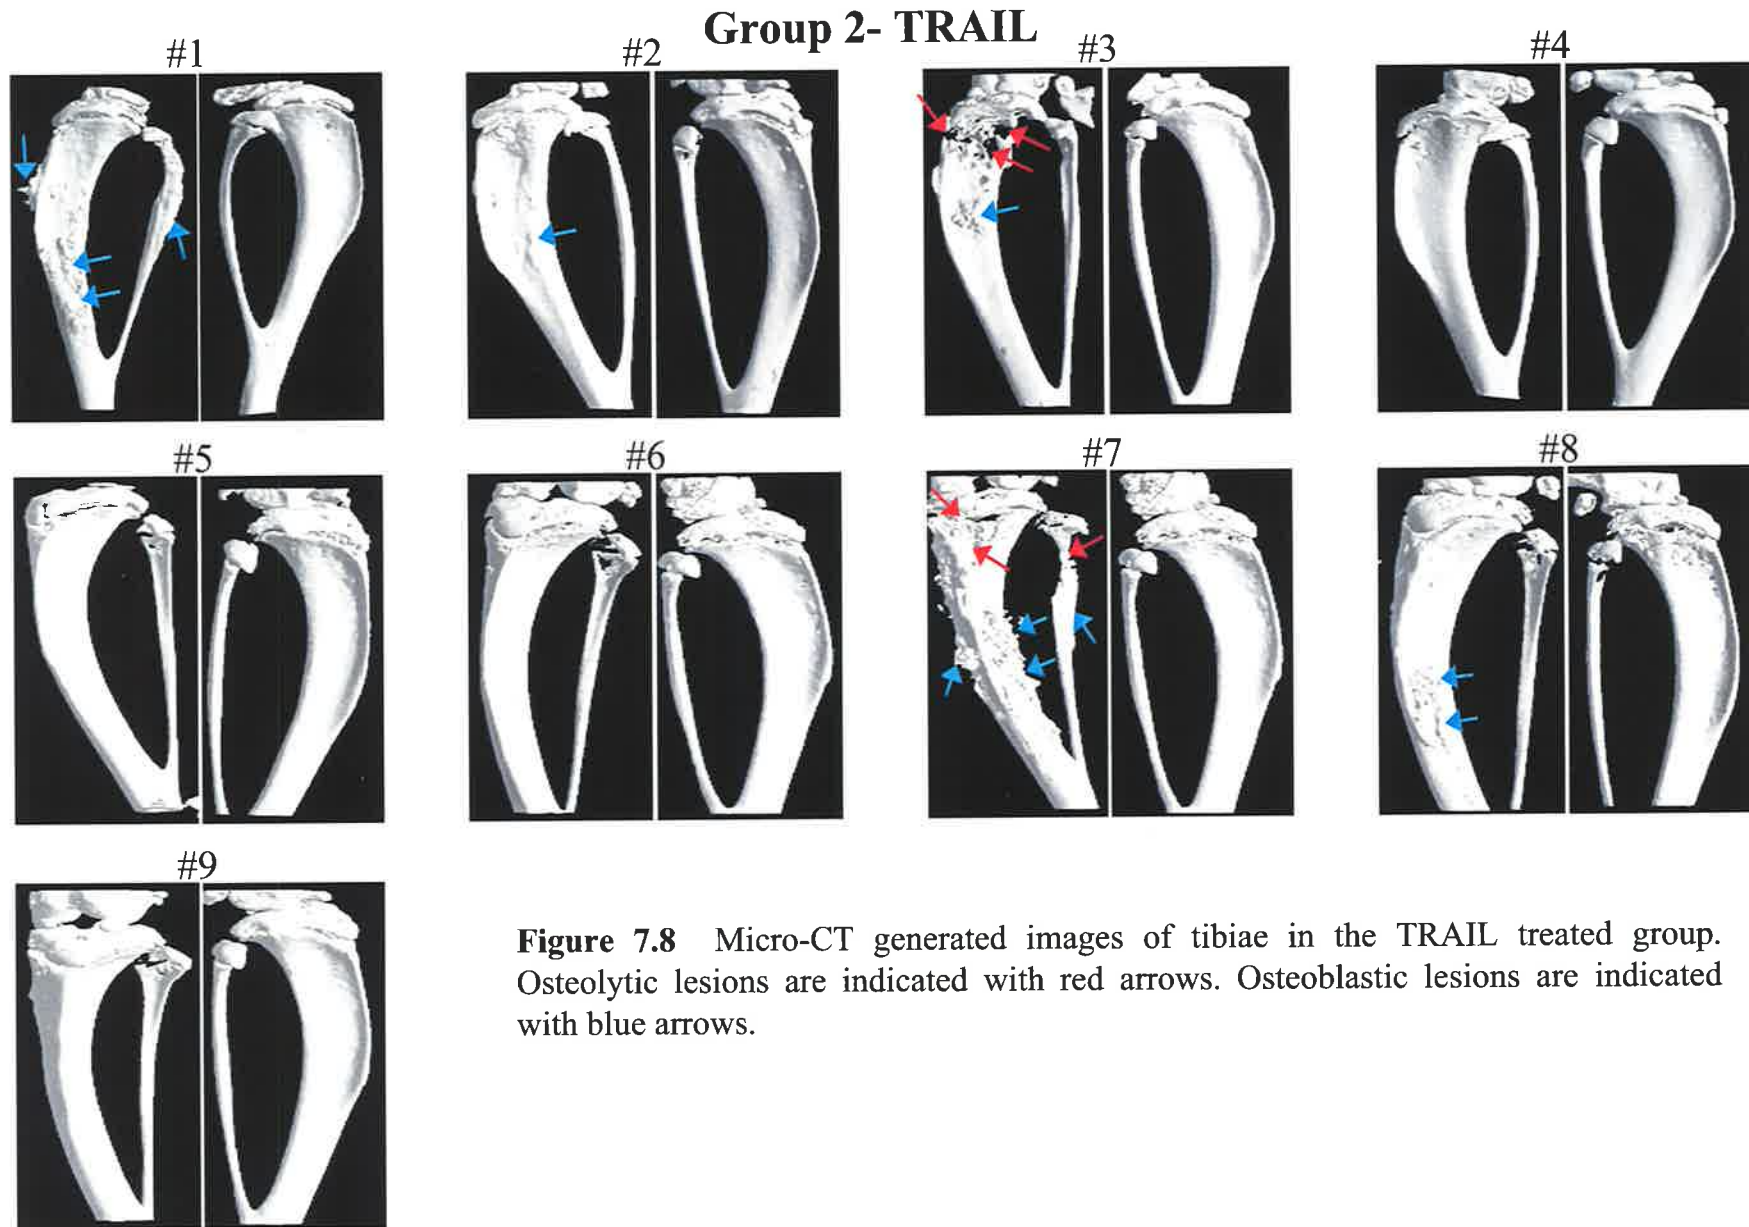 Group 2- TRAIL
#1
#2
#3
#4
#5
#6
#7
#8
#9
Figure 7.8 Micro-CT generated images of tibiae in the TRAIL treated group.
Osteolytic lesions are indicated with red arrows. Osteoblastic lesions are indicated
with blue arrows.